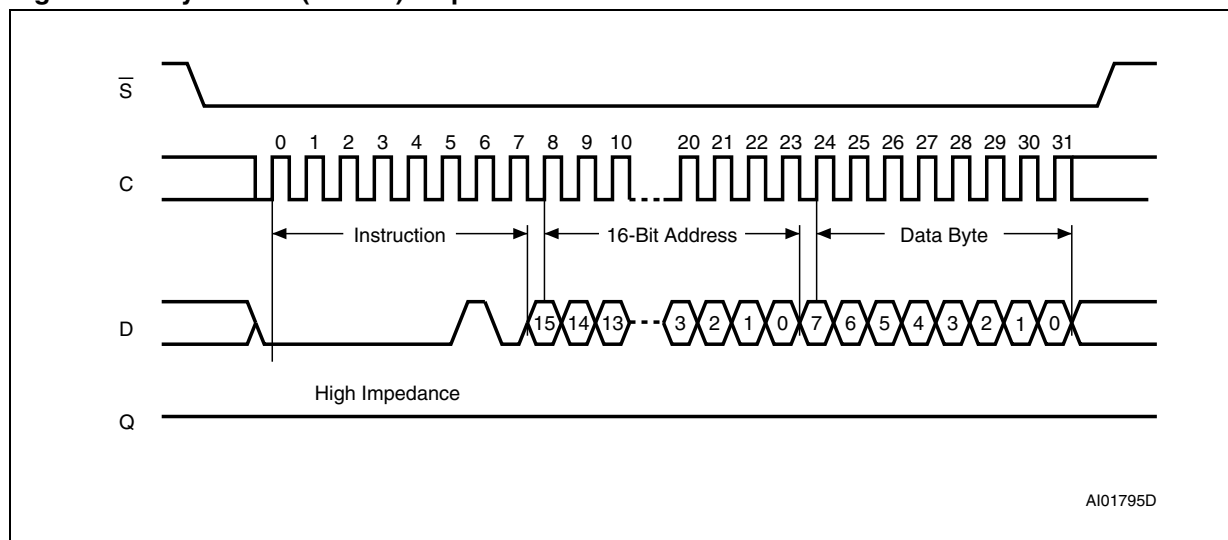 S
0 1 2 3 4 5 6 7 8 9 10 20 21 22 23 24 25 26 27 28 29 30 31
C
Instruction 16-Bit Address Data Byte
D 15 14 13 3 2 1 0 7 6 5 4 3 2 1 0
High Impedance
Q
AI01795D